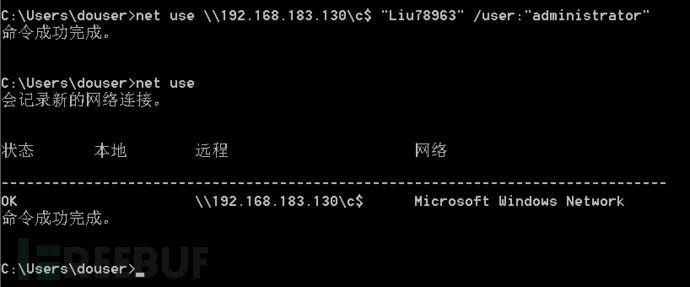 C:\Users\douser>net use \\192.168.183.130\c$ "Liu78963" /user:"administrator"
命令成功完成。
C:\Users\douser>net use
会记录新的网络连接。
状态 本地 远程 网络
-------------------------------------------------------------------------------
OK \\192.168.183.130\c$ Microsoft Windows Network
命令成功完成。
C:\Users\douser>_
FREEBUF